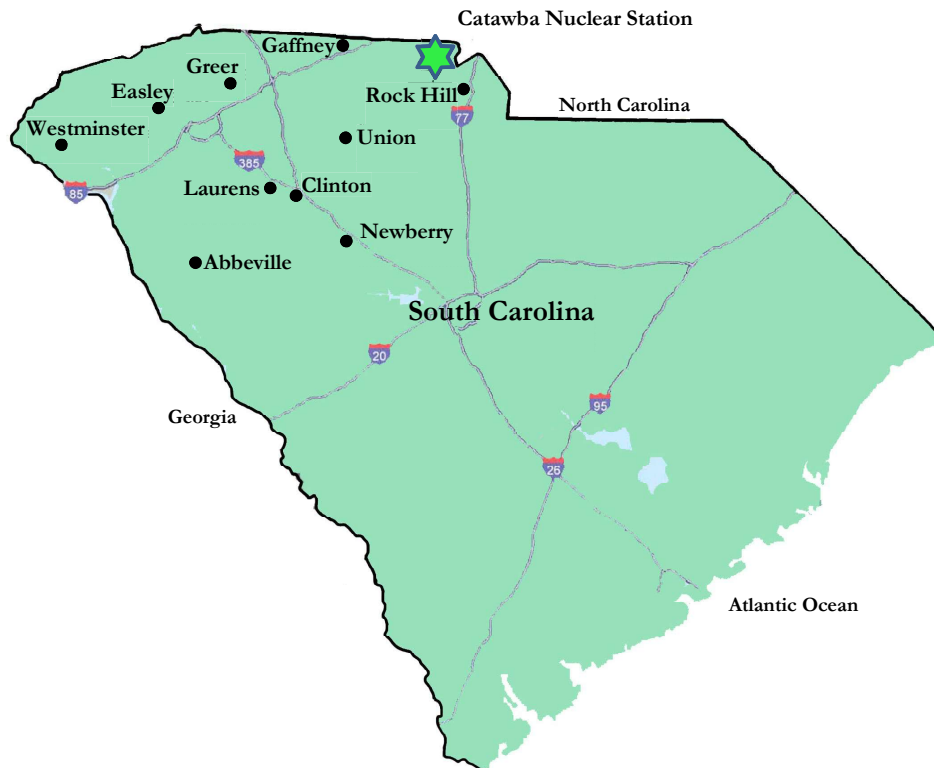 Catawba Nuclear Station
Gaffney
Greer
Easley
Rock Hill
North Carolina
77
Westminster
Union
385
Laurens
Clinton
85
Newberry
Abbeville
South Carolina
20
Georgia
95
26
Atlantic Ocean